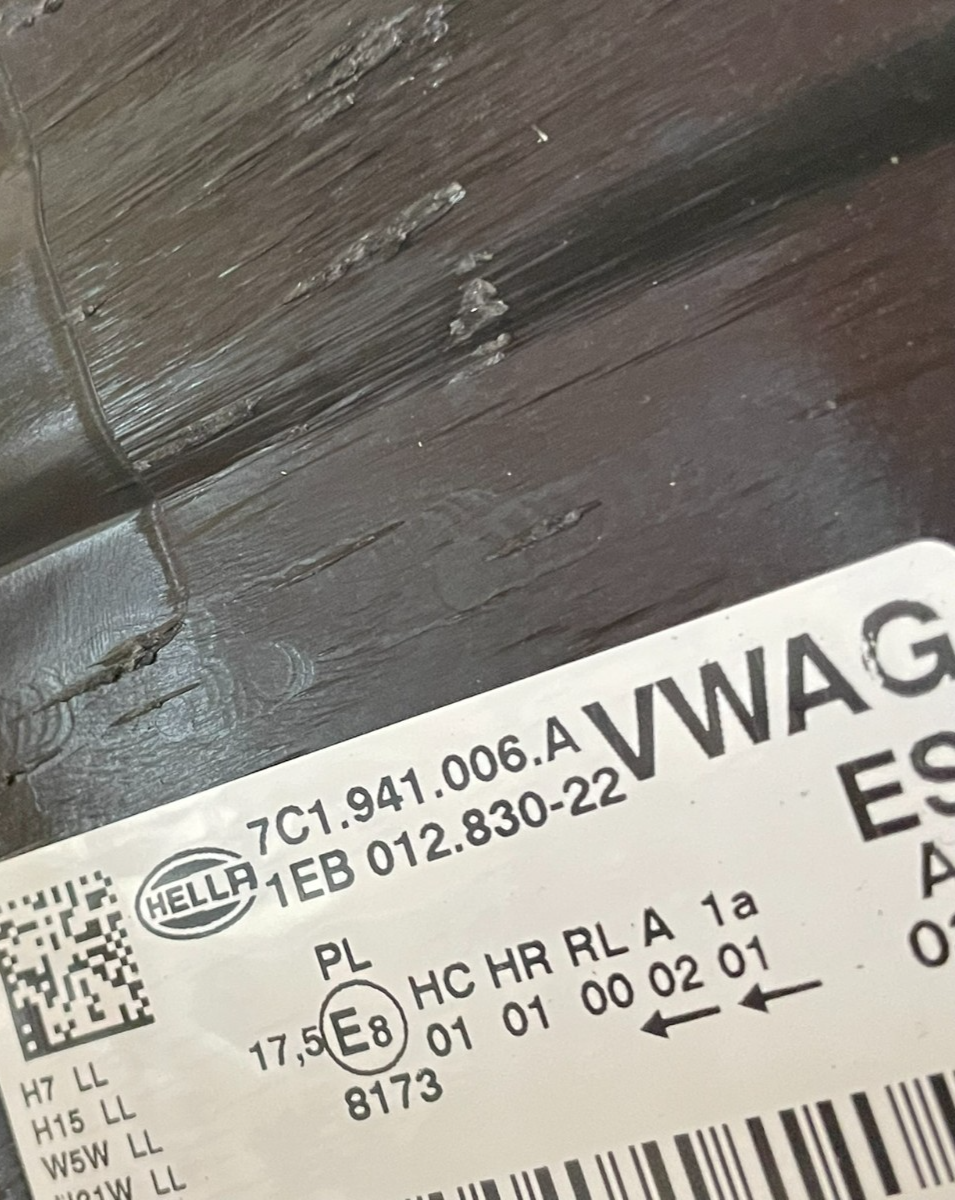 VWAG
7C1.941.006.A
1EB 012.830-22
HELLA
PL
HC HR RL A 1a
17,5 E8 01 01 00 02 01
8173
H7 LL
H15 LL
W5W LL
LL